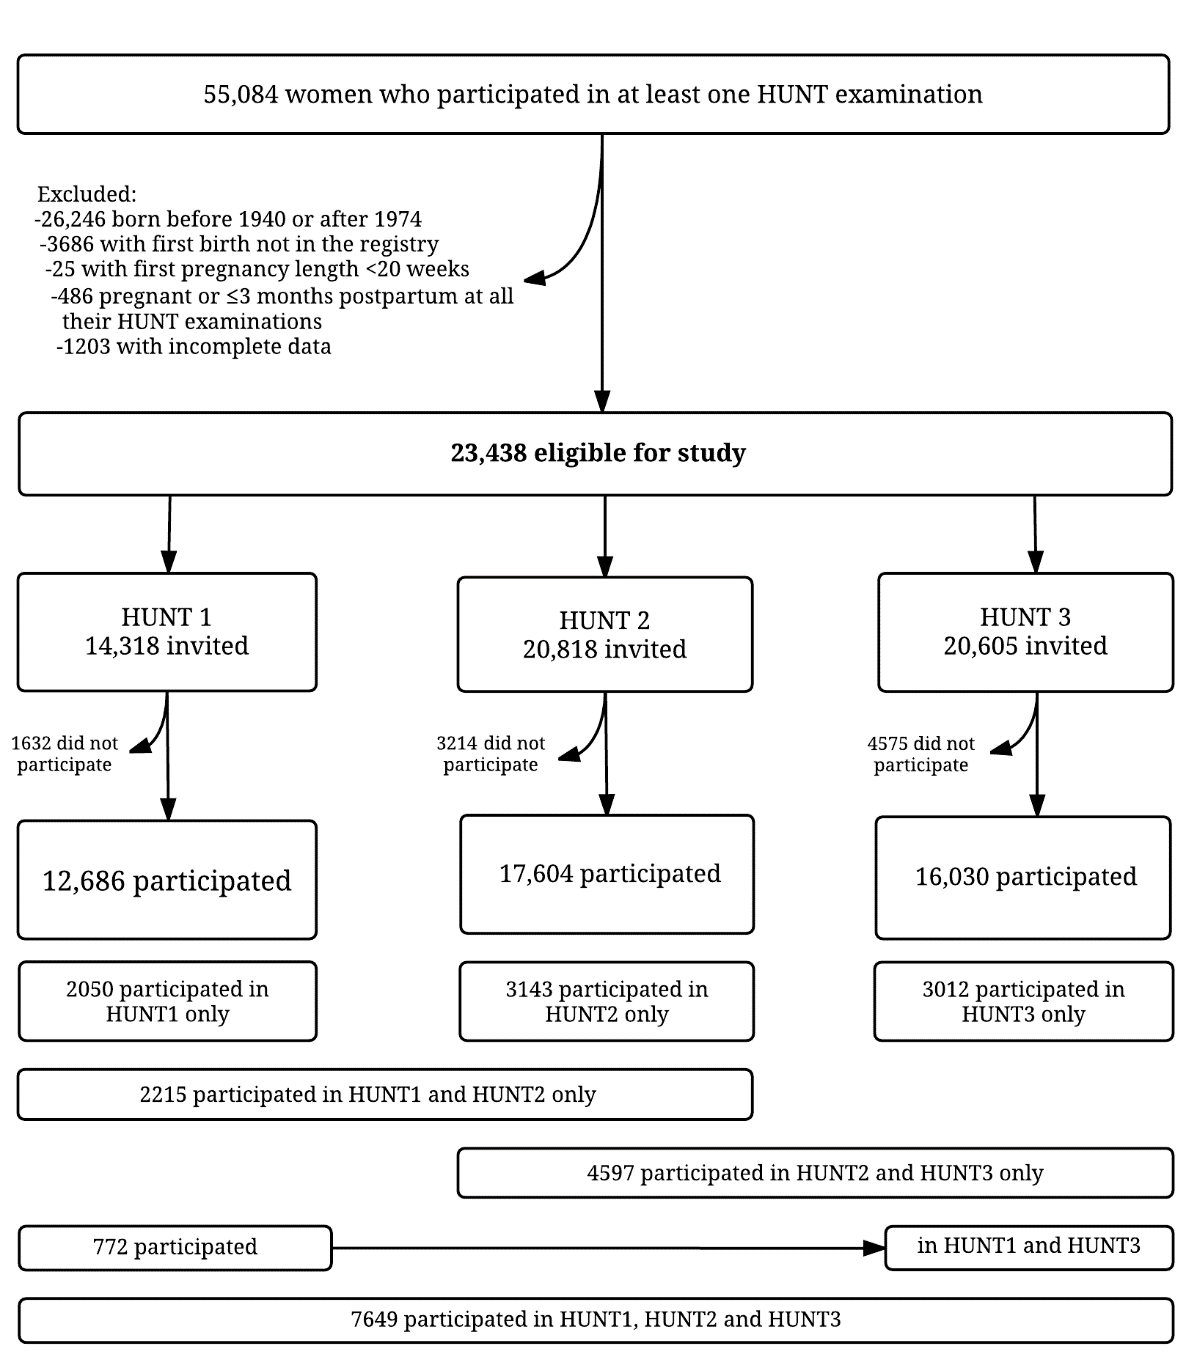 55,084 women who participated in at least one HUNT examination
Excluded:
-26,246 born before 1940 or after 1974
-3686 with first birth not in the registry
-25 with first pregnancy length <20 weeks
-486 pregnant or ≤3 months postpartum at all
their HUNT examinations
-1203 with incomplete data
23,438 eligible for study
HUNT 1
14,318 invited
HUNT 2
20,818 invited
HUNT 3
20,605 invited
1632 did not
participate
3214 did not
participate
4575 did not
participate
12,686 participated
17,604 participated
16,030 participated
2050 participated in
HUNT1 only
3143 participated in
HUNT2 only
3012 participated in
HUNT3 only
2215 participated in HUNT1 and HUNT2 only
4597 participated in HUNT2 and HUNT3 only
772 participated
in HUNT1 and HUNT3
7649 participated in HUNT1, HUNT2 and HUNT3